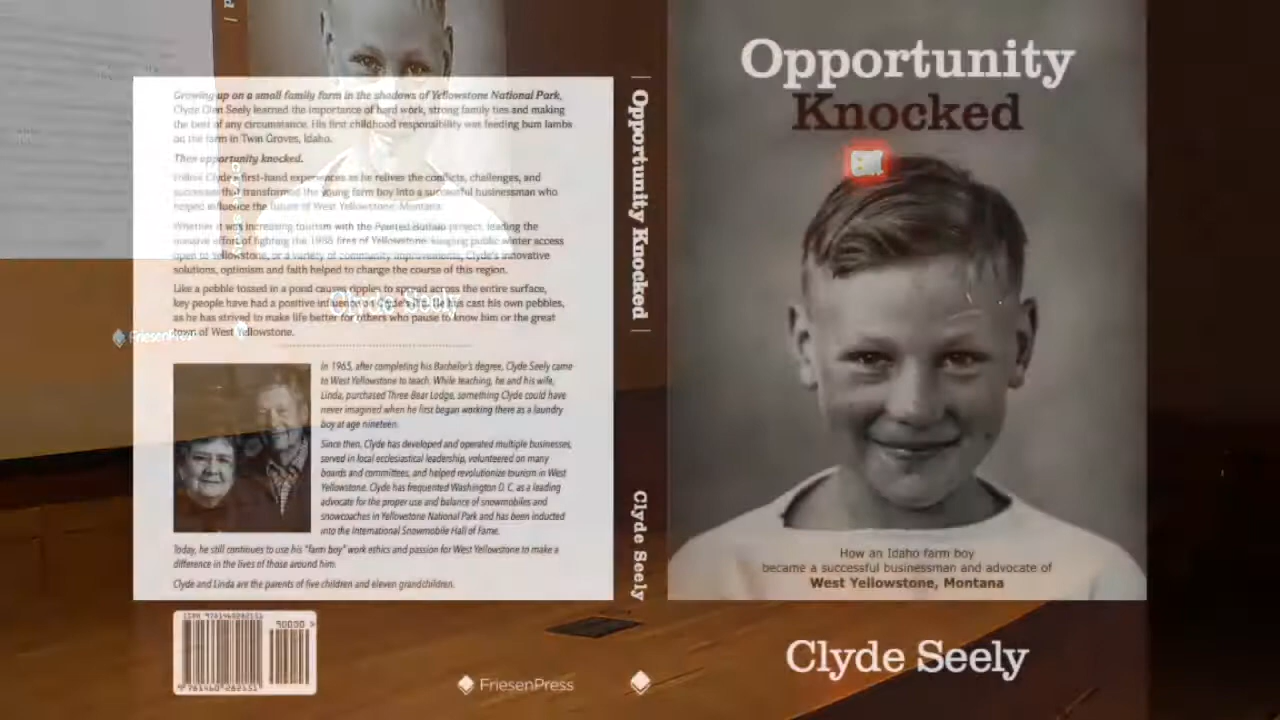 Growing up on a small family farm in the shadows of Yellowstone National Park,
Clyde Glen Seely learned the importance of hard work, strong family ties and making
the best of any circumstance. His first childhood responsibility was feeding bum lambs
on the farm in Twin Groves, Idaho.
Then opportunity knocked.
Follow Clyde's first-hand experiences as he relives the conflicts, challenges, and
successes that transformed the young farm boy into a successful businessman who
helped influence the future of West Yellowstone, Montana.
Whether it was increasing tourism with the Painted Buffalo project, leading the
massive effort of fighting the 1988 fires of Yellowstone, keeping public winter access
open to Yellowstone, or a variety of community improvements, Clyde's innovative
solutions, optimism and faith helped to change the course of this region.
Like a pebble tossed in a pond causes ripples to spread across the entire surface,
key people have had a positive influence on Clyde's life. He has cast his own pebbles,
as he has strived to make life better for others who pause to know him or the great
town of West Yellowstone.
In 1965, after completing his Bachelor's degree, Clyde Seely came
to West Yellowstone to teach. While teaching, he and his wife,
Linda, purchased Three Bear Lodge, something Clyde could have
never imagined when he first began working there as a laundry
boy at age nineteen.
Since then, Clyde has developed and operated multiple businesses,
served in local ecclesiastical leadership, volunteered on many
boards and committees, and helped revolutionize tourism in West
Yellowstone. Clyde has frequented Washington D. C. as a leading
advocate for the proper use and balance of snowmobiles and
snowcoaches in Yellowstone National Park and has been inducted
into the International Snowmobile Hall of Fame.
Today, he still continues to use his "farm boy" work ethics and passion for West Yellowstone to make a
difference in the lives of those around him.
Clyde and Linda are the parents of five children and eleven grandchildren.
ISBN 9781460282151
90000 >
9 781460 282151
FriesenPress
Opportunity Knocked
Clyde Seely
Opportunity
Knocked
How an Idaho farm boy
became a successful businessman and advocate of
West Yellowstone, Montana
Clyde Seely
Clyde Seely
FriesenPress